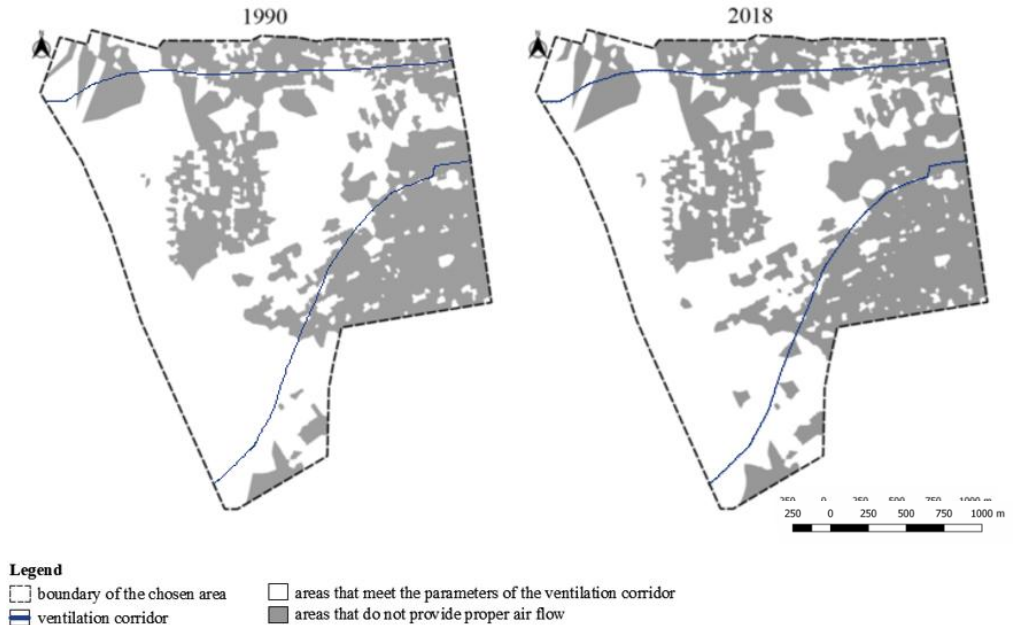 1990
2018
250 0 250 500 750 1000 m
250 0 250 500 750 1000 m
Legend
boundary of the chosen area
ventilation corridor
areas that meet the parameters of the ventilation corridor
areas that do not provide proper air flow